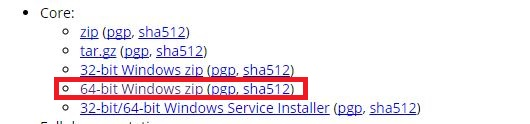 Core:
zip (pgp, sha512)
tar.gz (pgp, sha512)
32-bit Windows zip (pgp, sha512)
64-bit Windows zip (pgp, sha512)
32-bit/64-bit Windows Service Installer (pgp, sha512)